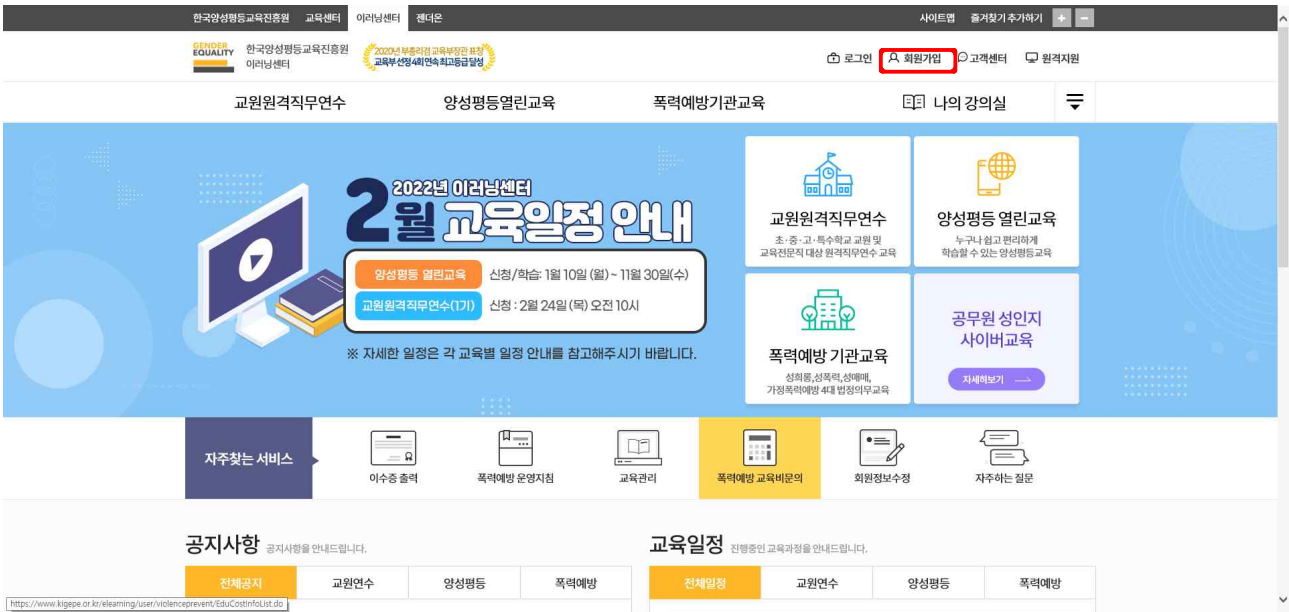 한국양성평등교육진흥원 교육센터 이러닝센터 젠더온 사이트맵 즐겨찾기 추가하기 + -
GENDER EQUALITY 한국양성평등교육진흥원 이러닝센터
2020년 부총리겸 교육부장관 표창
교육부 선정 4회 연속 최고등급 달성
로그인 회원가입 고객센터 원격지원
교원원격직무연수 양성평등열린교육 폭력예방기관교육 나의 강의실
2022년 이러닝센터
2월 교육일정 안내
양성평등 열린교육 신청/학습: 1월 10일 (월) ~ 11월 30일(수)
교원원격직무연수(1기) 신청 : 2월 24일 (목) 오전 10시
※ 자세한 일정은 각 교육별 일정 안내를 참고해주시기 바랍니다.
교원원격직무연수
초·중·고·특수학교 교원 및
교육전문직 대상 원격직무연수 교육
양성평등 열린교육
누구나 쉽고 편리하게
학습할 수 있는 양성평등교육
폭력예방 기관교육
성희롱,성폭력,성매매,
가정폭력예방 4대 법정의무교육
공무원 성인지
사이버교육
자세히보기
자주찾는 서비스
이수증 출력 폭력예방 운영지침 교육관리 폭력예방 교육비문의 회원정보수정 자주하는 질문
공지사항 공지사항을 안내드립니다.
전체공지 교원연수 양성평등 폭력예방
교육일정 진행중인 교육과정을 안내드립니다.
전체일정 교원연수 양성평등 폭력예방
https://www.kigepe.or.kr/elearning/user/violenceprevent/EduCostInfoList.do